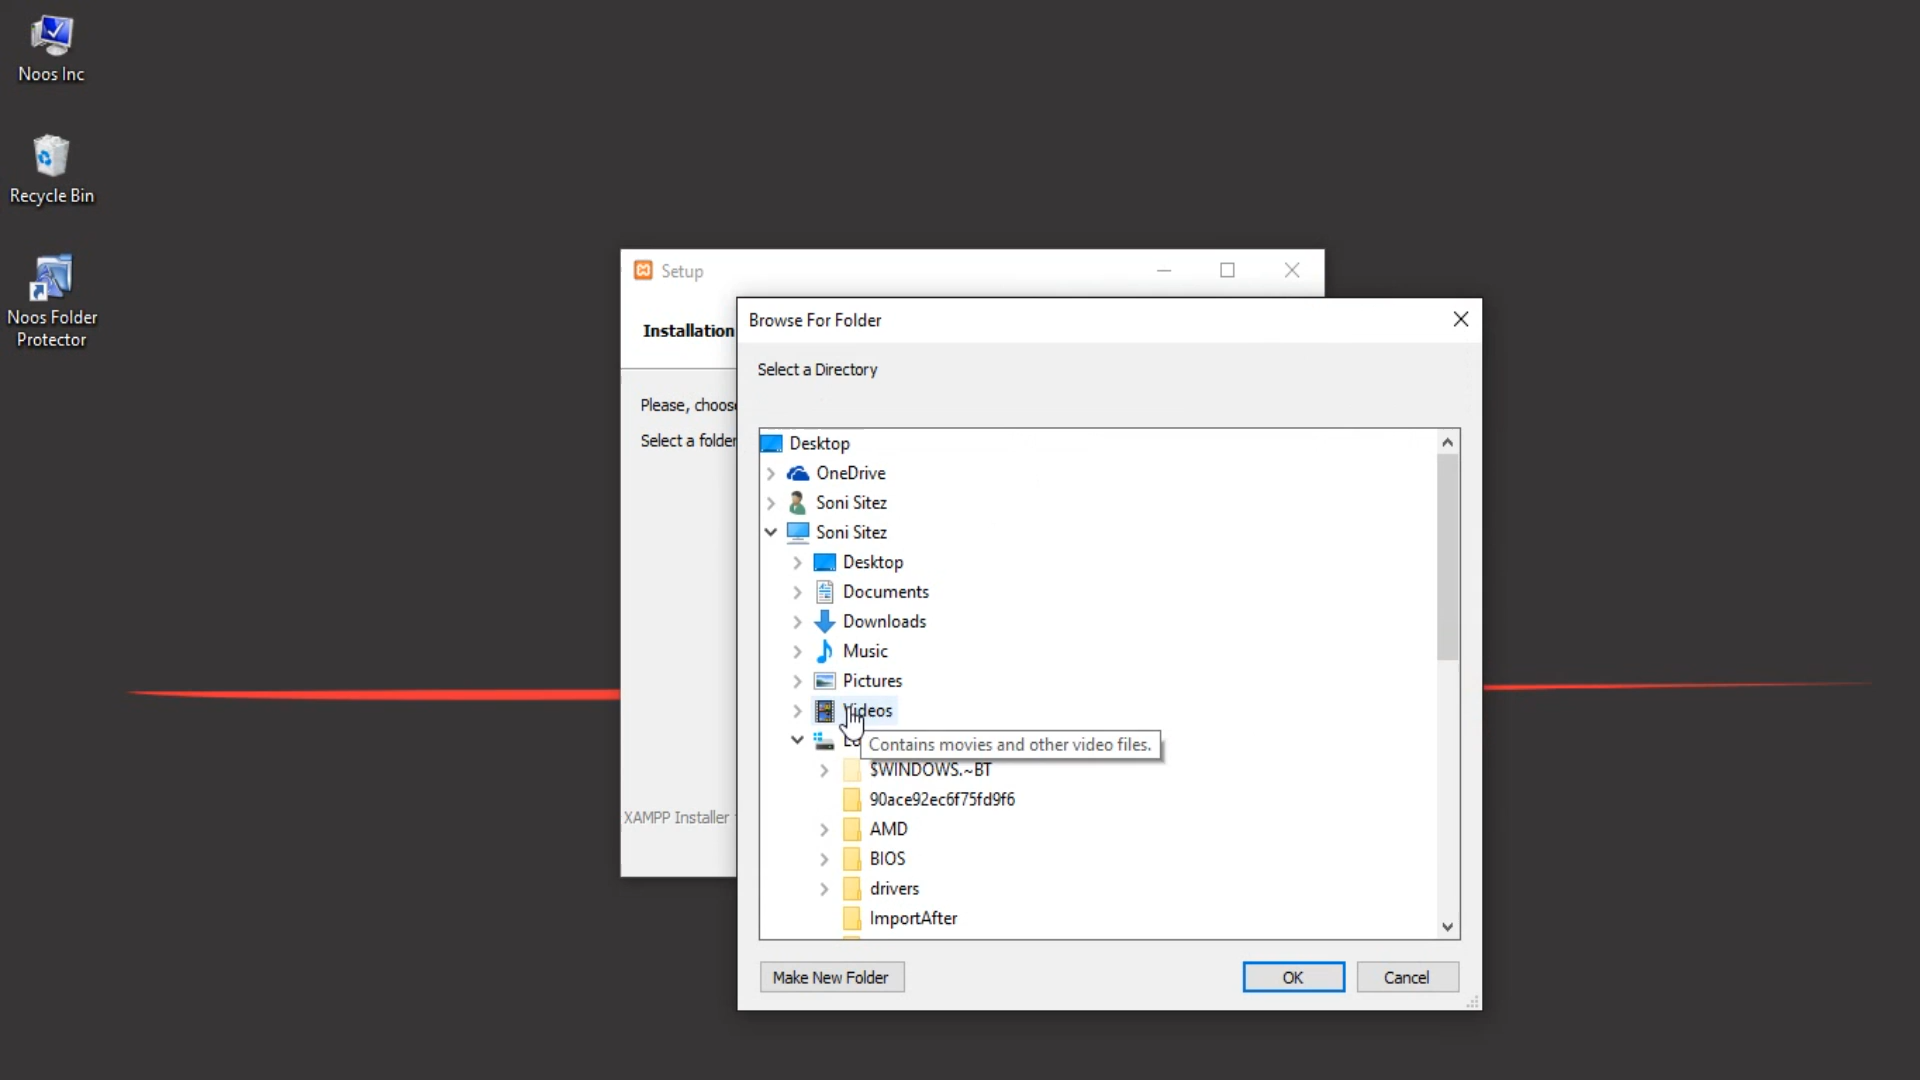 Noos Inc
Recycle Bin
Noos Folder
Protector
Setup
Installation
Please, choos
Select a folder
XAMPP Installer
Browse For Folder
Select a Directory
Desktop
OneDrive
Soni Sitez
Soni Sitez
Desktop
Documents
Downloads
Music
Pictures
Videos
Contains movies and other video files.
$WINDOWS.~BT
90ace92ec6f75fd9f6
AMD
BIOS
drivers
ImportAfter
Make New Folder
OK
Cancel